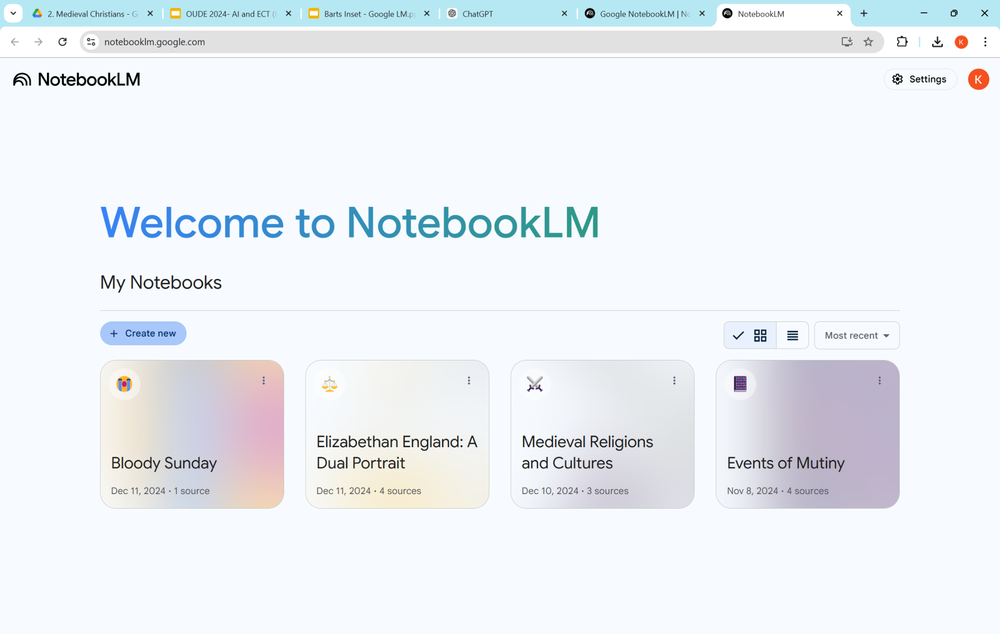 2. Medieval Christians - G
OUDE 2024- AI and ECT (8
Barts Inset - Google LM.p
ChatGPT
Google NotebookLM | No
NotebookLM
notebooklm.google.com
K
NotebookLM
Settings
K
Welcome to NotebookLM
My Notebooks
+ Create new
Most recent
Bloody Sunday
Dec 11, 2024 • 1 source
Elizabethan England: A
Dual Portrait
Dec 11, 2024 • 4 sources
Medieval Religions
and Cultures
Dec 10, 2024 • 3 sources
Events of Mutiny
Nov 8, 2024 • 4 sources